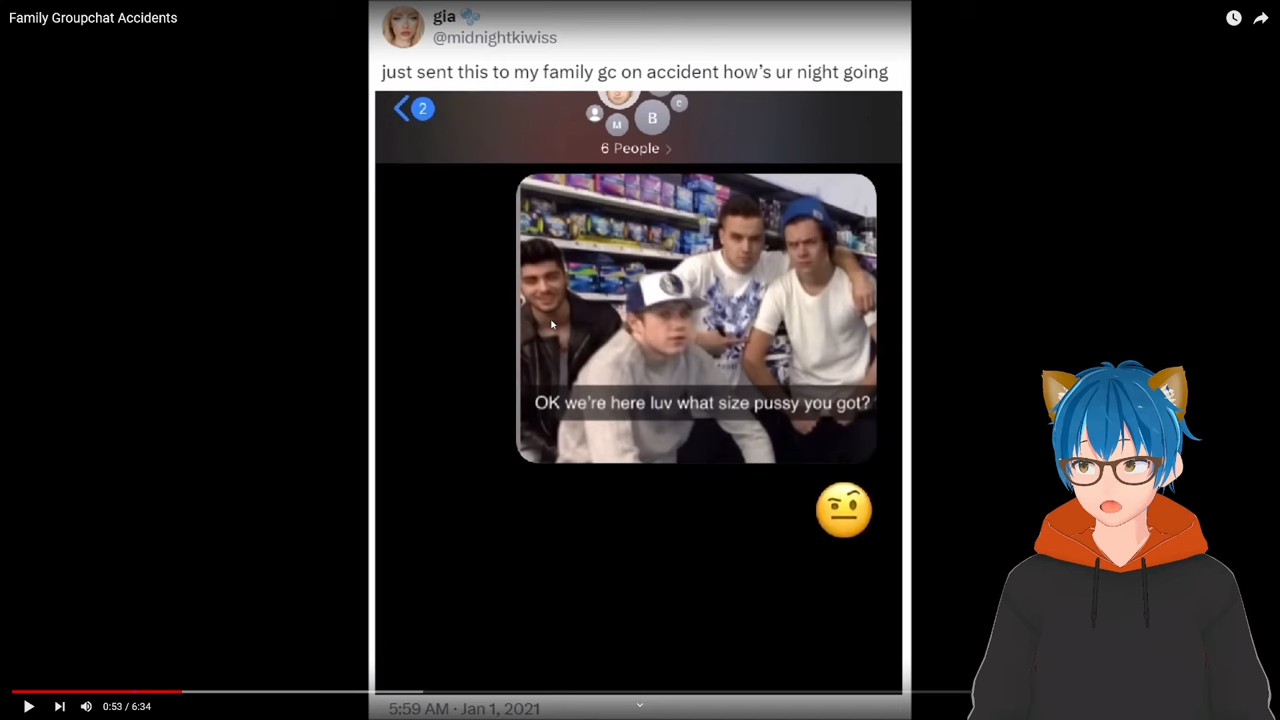 Family Groupchat Accidents
gia
@midnightkiwiss
just sent this to my family gc on accident how's ur night going
2
C
M
B
6 People >
OK we're here luv what size pussy you got?
5:59 AM · Jan 1, 2021
0:53 / 6:34